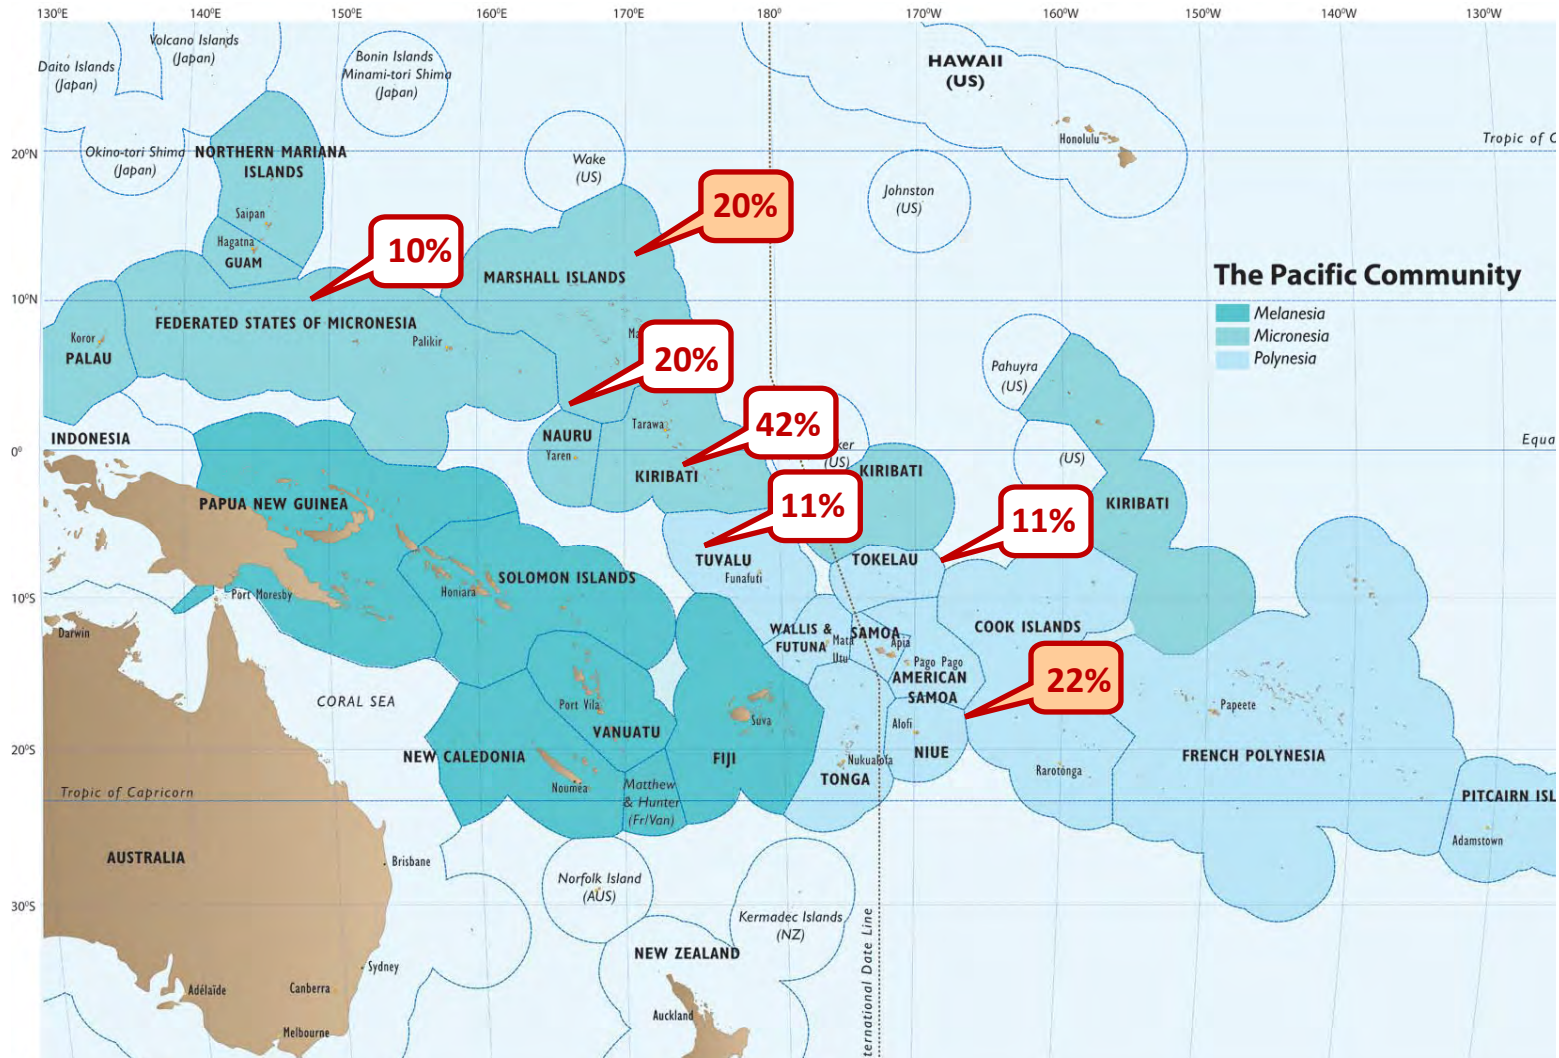 130°E
140°E
150°E
160°E
170°E
180°
170°W
160°W
150°W
140°W
130°W
Volcano Islands
(Japan)
Daito Islands
(Japan)
Bonin Islands
Minami-tori Shima
(Japan)
HAWAII
(US)
Honolulu
Tropic of C
20°N
Okino-tori Shima
(Japan)
NORTHERN MARIANA
ISLANDS
Saipan
Wake
(US)
Johnston
(US)
20%
10%
Hagatna
GUAM
MARSHALL ISLANDS
The Pacific Community
Melanesia
Micronesia
Polynesia
10°N
FEDERATED STATES OF MICRONESIA
Palikir
Ma
Koror
PALAU
20%
Pahuyra
(US)
42%
INDONESIA
NAURU
Yaren
Tarawa
KIRIBATI
ker
(US)
KIRIBATI
(US)
Equa
0°
PAPUA NEW GUINEA
11%
11%
KIRIBATI
TUVALU
Funafuti
TOKELAU
SOLOMON ISLANDS
Honiara
10°S
Port Moresby
Darwin
WALLIS &
FUTUNA
Mata
Utu
SAMOA
Apia
COOK ISLANDS
Pago Pago
AMERICAN
SAMOA
22%
CORAL SEA
Port Vila
VANUATU
Suva
Alofi
NIUE
Papeete
20°S
NEW CALEDONIA
FIJI
Nukualofa
TONGA
Rarotonga
FRENCH POLYNESIA
Noumea
Matthew
& Hunter
(Fr/Van)
Tropic of Capricorn
PITCAIRN ISL
Adamstown
AUSTRALIA
Brisbane
Norfolk Island
(AUS)
Kermadec Islands
(NZ)
30°S
International Date Line
NEW ZEALAND
Sydney
Adélaïde
Canberra
Auckland
Melbourne